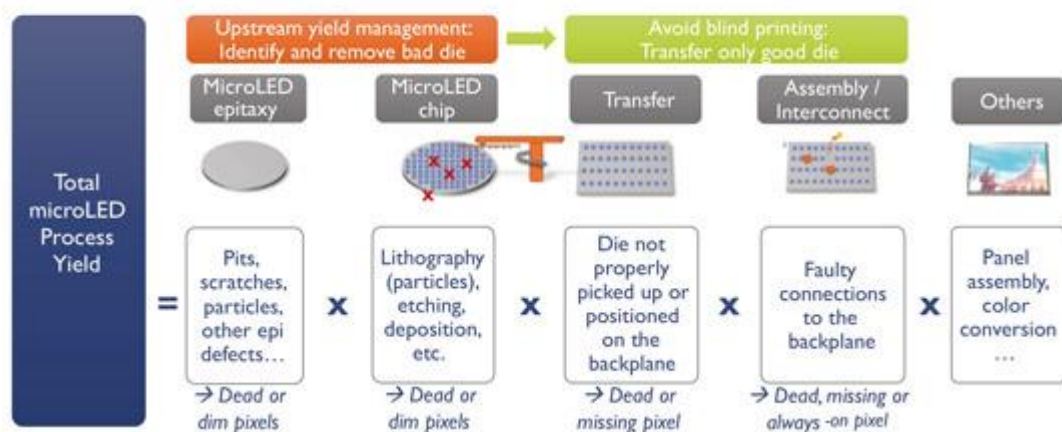 Upstream yield management:
Identify and remove bad die
Avoid blind printing:
Transfer only good die
MicroLED
epitaxy
MicroLED
chip
Transfer
Assembly /
Interconnect
Others
Total
microLED
Process
Yield
=
Pits,
scratches,
particles,
other epi
defects...
x
Lithography
(particles),
etching,
deposition,
etc.
x
Die not
properly
picked up or
positioned
on the
backplane
x
Faulty
connections
to the
backplane
x
Panel
assembly,
color
conversion
...
→ Dead or
dim pixels
→ Dead or
dim pixels
→ Dead or
missing pixel
→ Dead, missing or
always -on pixel